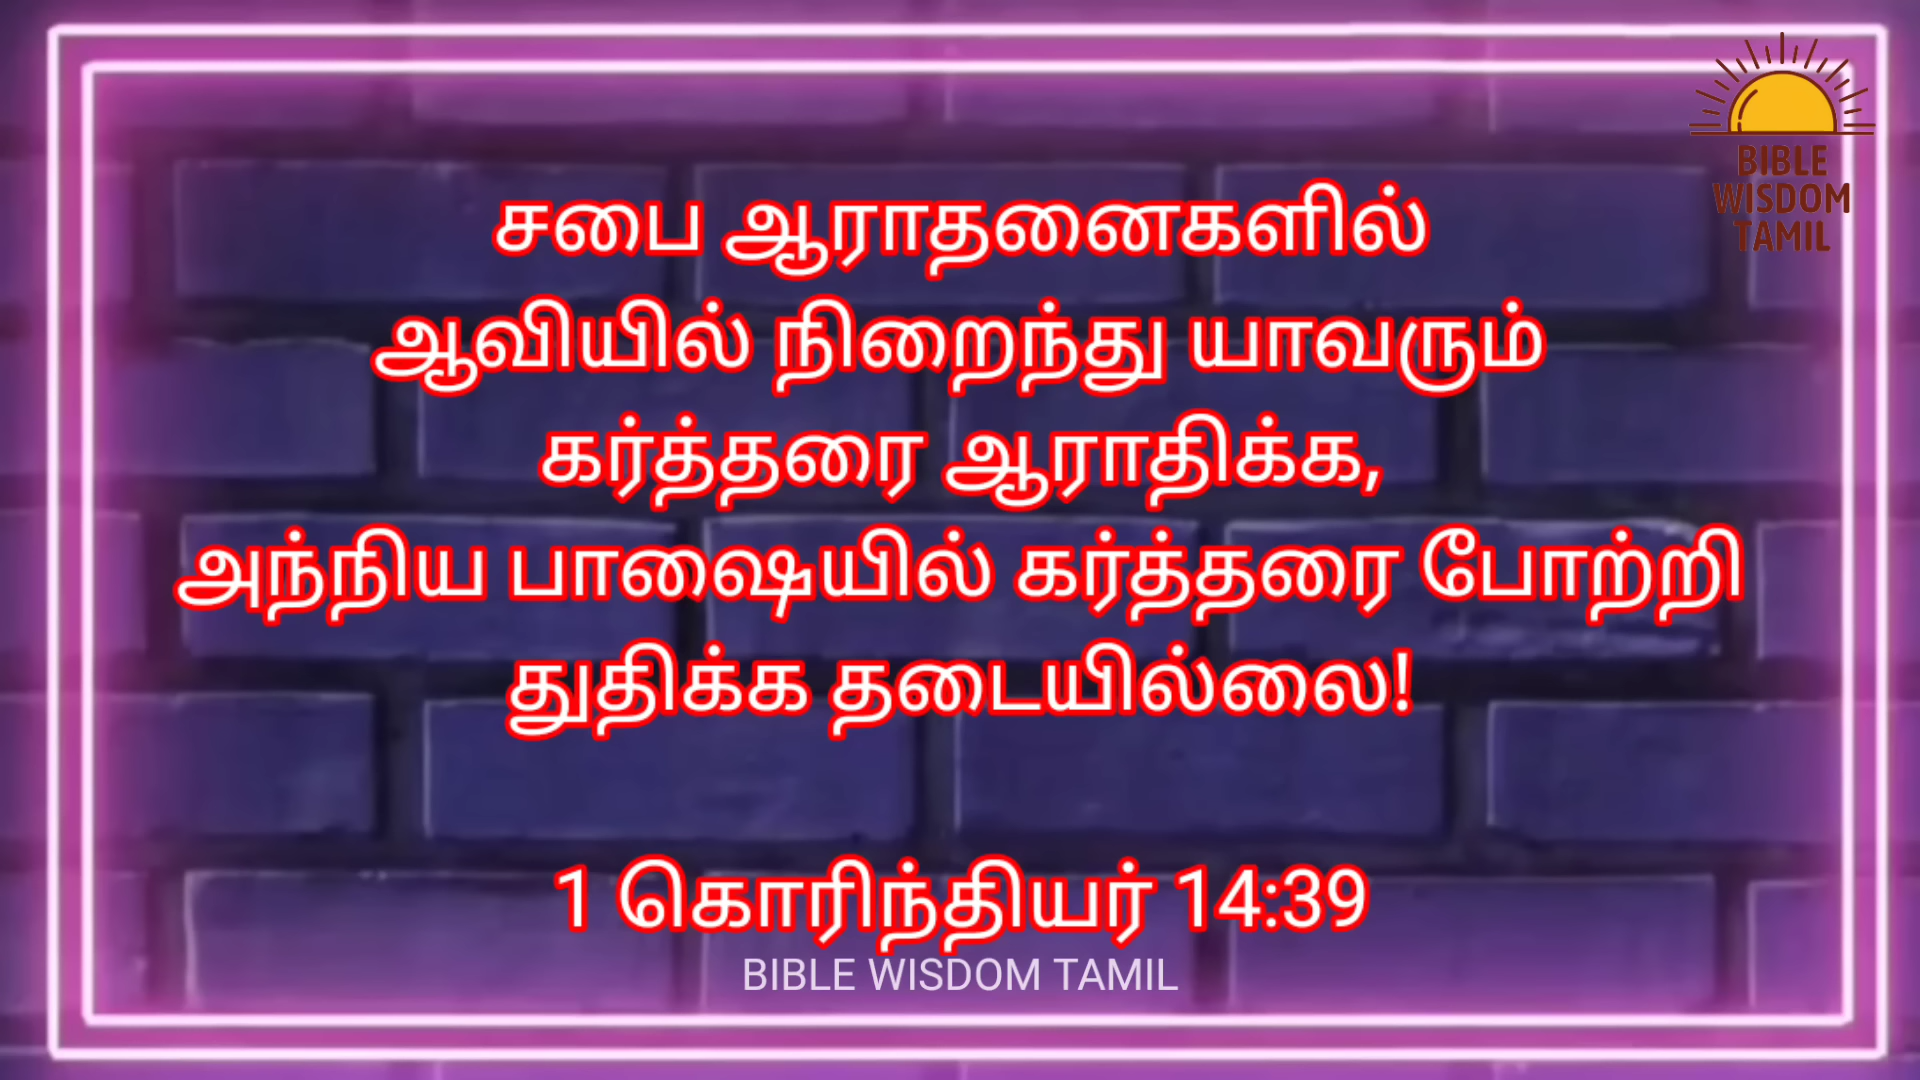 BIBLE
WISDOM
TAMIL
சபை ஆராதனைகளில்
ஆவியில் நிறைந்து யாவரும்
கர்த்தரை ஆராதிக்க,
அந்நிய பாஷையில் கர்த்தரை போற்றி
துதிக்க தடையில்லை!
1 கொரிந்தியர் 14:39
BIBLE WISDOM TAMIL